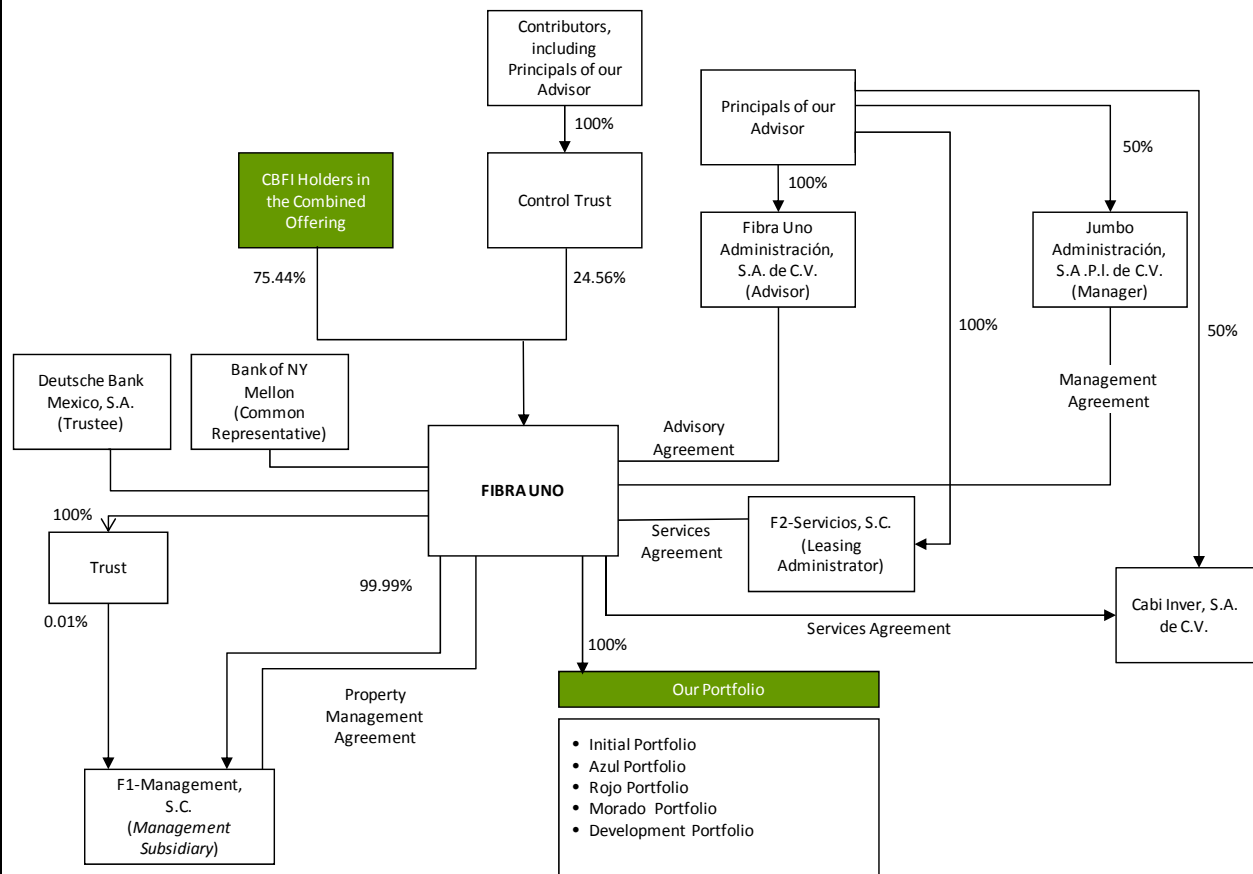 Contributors,
including
Principals of our
Advisor
Principals of our
Advisor
100%
50%
CBFI Holders in
the Combined
Offering
Control Trust
100%
Fibra Uno
Administración,
S.A. de C.V.
(Advisor)
Jumbo
Administración,
S.A .P.I. de C.V.
(Manager)
75.44%
24.56%
100%
50%
Deutsche Bank
Mexico, S.A.
(Trustee)
Bank of NY
Mellon
(Common
Representative)
Management
Agreement
Advisory
Agreement
FIBRA UNO
100%
Trust
Services
Agreement
F2-Servicios, S.C.
(Leasing
Administrator)
99.99%
0.01%
Cabi Inver, S.A.
de C.V.
Services Agreement
100%
Our Portfolio
Property
Management
Agreement
• Initial Portfolio
• Azul Portfolio
• Rojo Portfolio
• Morado Portfolio
• Development Portfolio
F1-Management,
S.C.
(Management
Subsidiary)